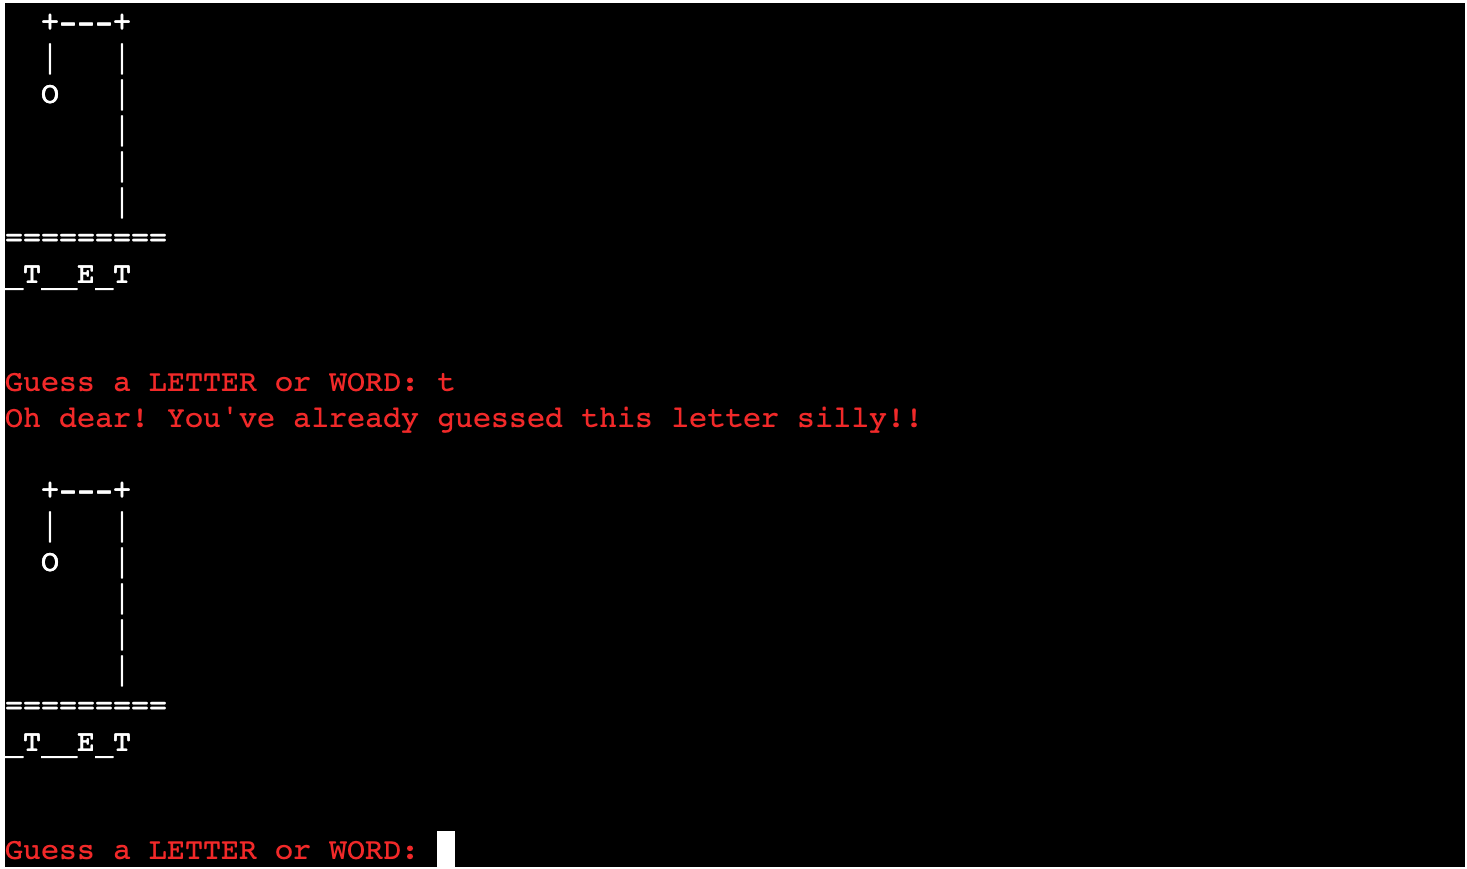 +---+
  |   |
  O   |
      |
      |
      |
=========
_T__E_T
Guess a LETTER or WORD: t
Oh dear! You've already guessed this letter silly!!
  +---+
  |   |
  O   |
      |
      |
      |
=========
_T__E_T
Guess a LETTER or WORD: